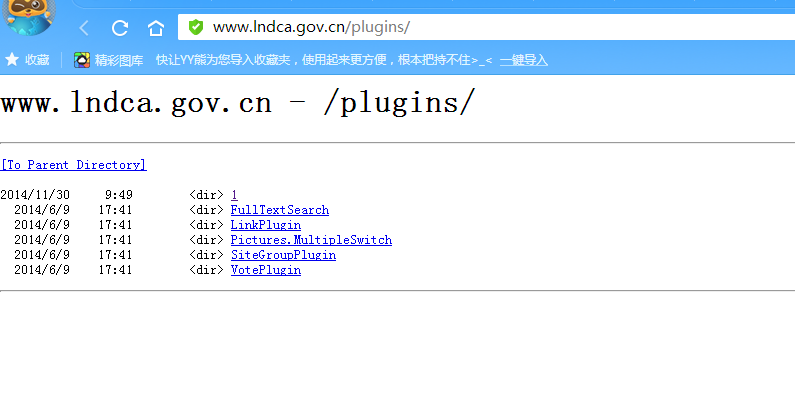 www.lndca.gov.cn/plugins/
收藏 精彩图库 快让YY熊为您导入收藏夹，使用起来更方便，根本把持不住>_< 一键导入
www.lndca.gov.cn - /plugins/
[To Parent Directory]
2014/11/30 9:49 <dir> 1
2014/6/9 17:41 <dir> FullTextSearch
2014/6/9 17:41 <dir> LinkPlugin
2014/6/9 17:41 <dir> Pictures.MultipleSwitch
2014/6/9 17:41 <dir> SiteGroupPlugin
2014/6/9 17:41 <dir> VotePlugin